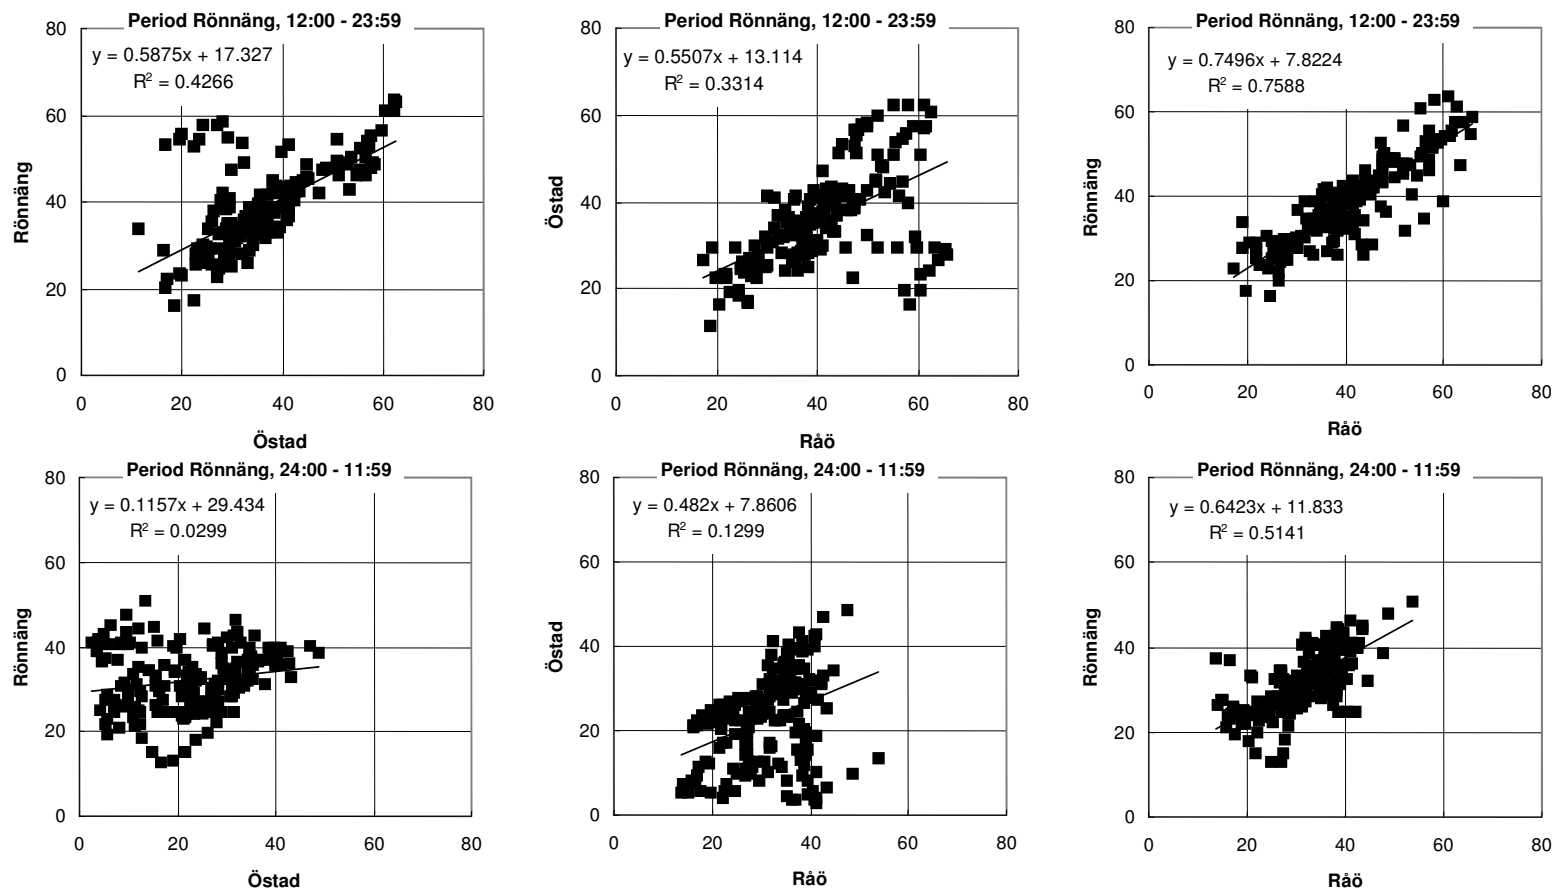 Period Rönnäng, 12:00 - 23:59
y = 0.5875x + 17.327
R² = 0.4266
80
60
40
20
0
0 20 40 60 80
Rönnäng
Östad
Period Rönnäng, 12:00 - 23:59
y = 0.5507x + 13.114
R² = 0.3314
80
60
40
20
0
0 20 40 60 80
Östad
Råö
Period Rönnäng, 12:00 - 23:59
y = 0.7496x + 7.8224
R² = 0.7588
80
60
40
20
0
0 20 40 60 80
Rönnäng
Råö
Period Rönnäng, 24:00 - 11:59
y = 0.1157x + 29.434
R² = 0.0299
80
60
40
20
0
0 20 40 60 80
Rönnäng
Östad
Period Rönnäng, 24:00 - 11:59
y = 0.482x + 7.8606
R² = 0.1299
80
60
40
20
0
0 20 40 60 80
Östad
Råö
Period Rönnäng, 24:00 - 11:59
y = 0.6423x + 11.833
R² = 0.5141
80
60
40
20
0
0 20 40 60 80
Rönnäng
Råö